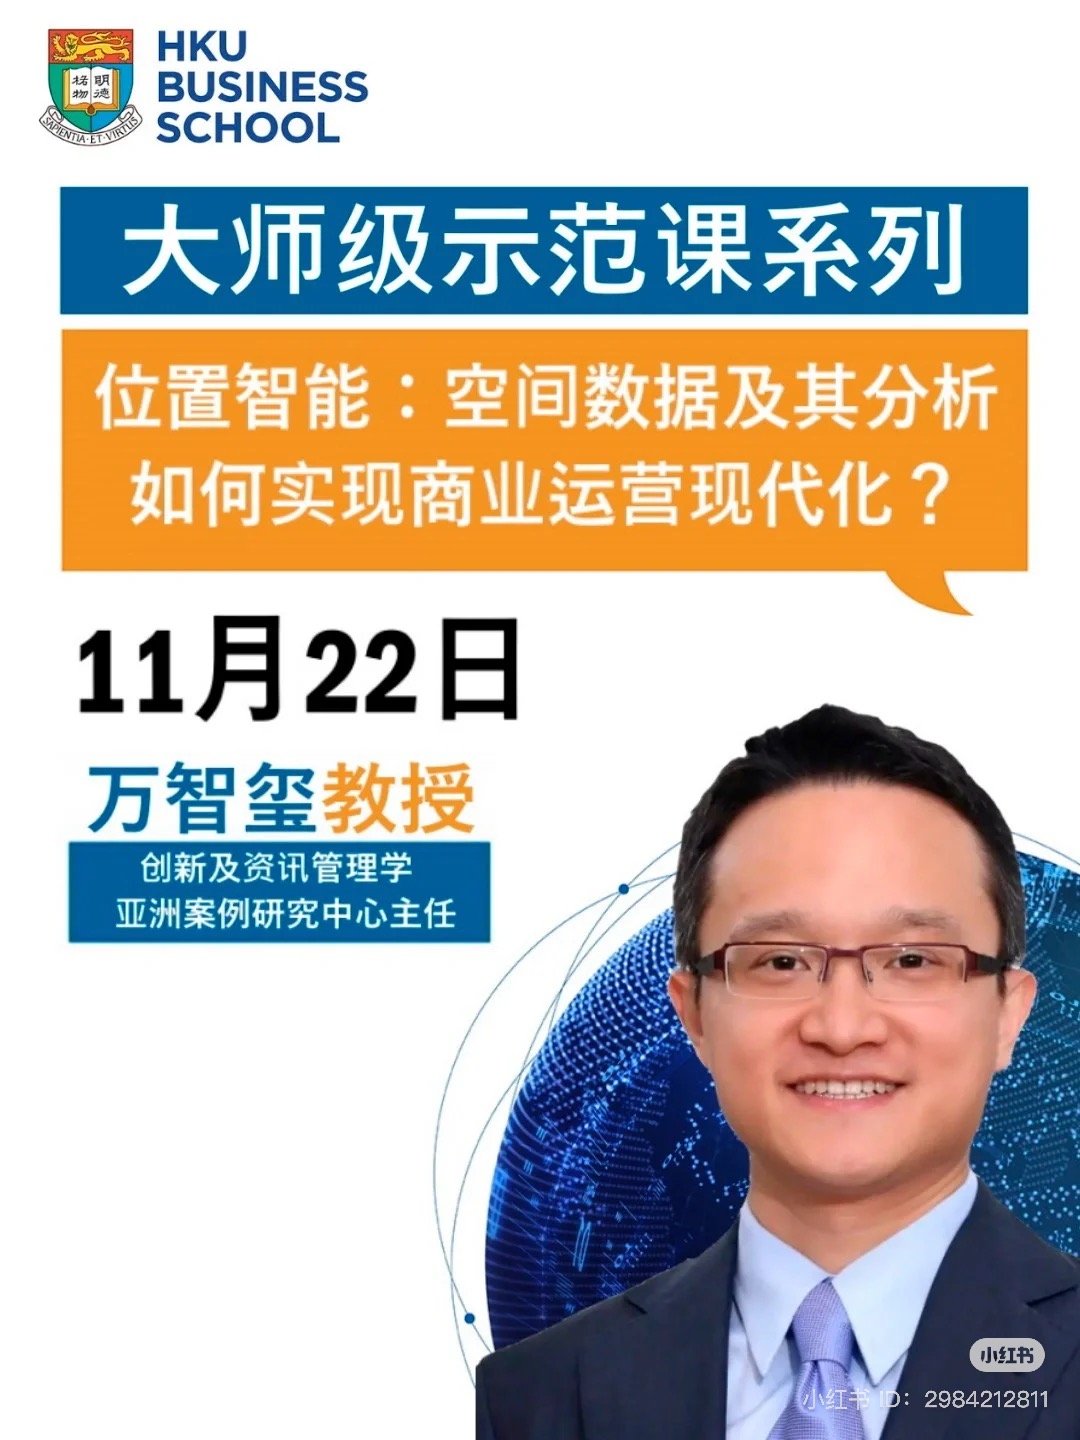 HKU
BUSINESS
SCHOOL
明德
格物
SAPIENTIA·ET·VIRTUS
大师级示范课系列
位置智能：空间数据及其分析
如何实现商业运营现代化？
11月22日
万智玺教授
创新及资讯管理学
亚洲案例研究中心主任
小红书
小红书 ID：2984212811